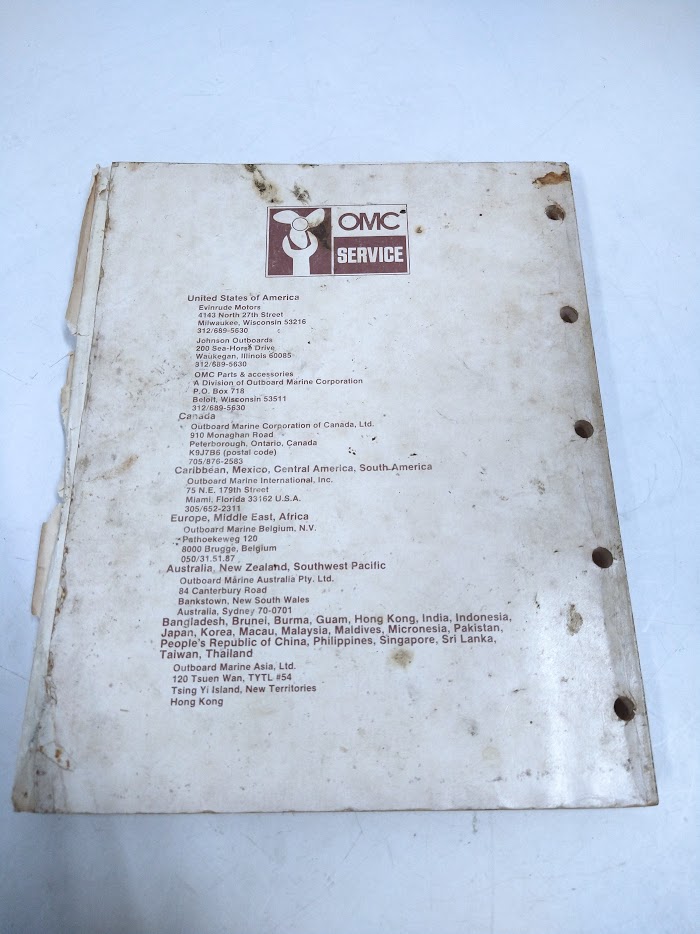 OMC
SERVICE
United States of America
Evinrude Motors
4143 North 27th Street
Milwaukee, Wisconsin 53216
312/689-5630
Johnson Outboards
200 Sea-Horse Drive
Waukegan, Illinois 60085
312/689-5630
OMC Parts & accessories
A Division of Outboard Marine Corporation
P.O. Box 718
Beloit, Wisconsin 53511
312/689-5630
Canada
Outboard Marine Corporation of Canada, Ltd.
910 Monaghan Road
Peterborough, Ontario, Canada
K9J7B6 (postal code)
705/876-2583
Caribbean, Mexico, Central America, South America
Outboard Marine International, Inc.
75 N.E. 179th Street
Miami, Florida 33162 U.S.A.
305/652-2311
Europe, Middle East, Africa
Outboard Marine Belgium, N.V.
Pathoekeweg 120
8000 Brugge, Belgium
050/31.51.87
Australia, New Zealand, Southwest Pacific
Outboard Marine Australia Pty. Ltd.
84 Canterbury Road
Bankstown, New South Wales
Australia, Sydney 70-0701
Bangladesh, Brunei, Burma, Guam, Hong Kong, India, Indonesia,
Japan, Korea, Macau, Malaysia, Maldives, Micronesia, Pakistan,
People's Republic of China, Philippines, Singapore, Sri Lanka,
Taiwan, Thailand
Outboard Marine Asia, Ltd.
120 Tsuen Wan, TYTL #54
Tsing Yi Island, New Territories
Hong Kong